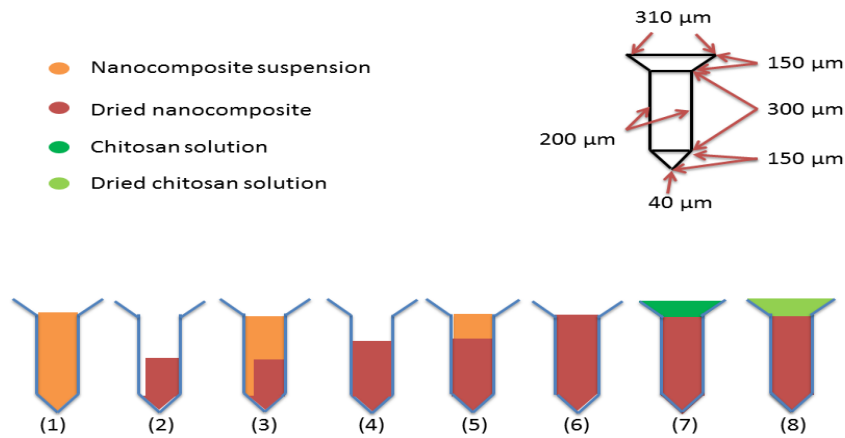 310 µm
Nanocomposite suspension
150 µm
Dried nanocomposite
300 µm
200 µm
Chitosan solution
150 µm
Dried chitosan solution
40 µm
(1) (2) (3) (4) (5) (6) (7) (8)